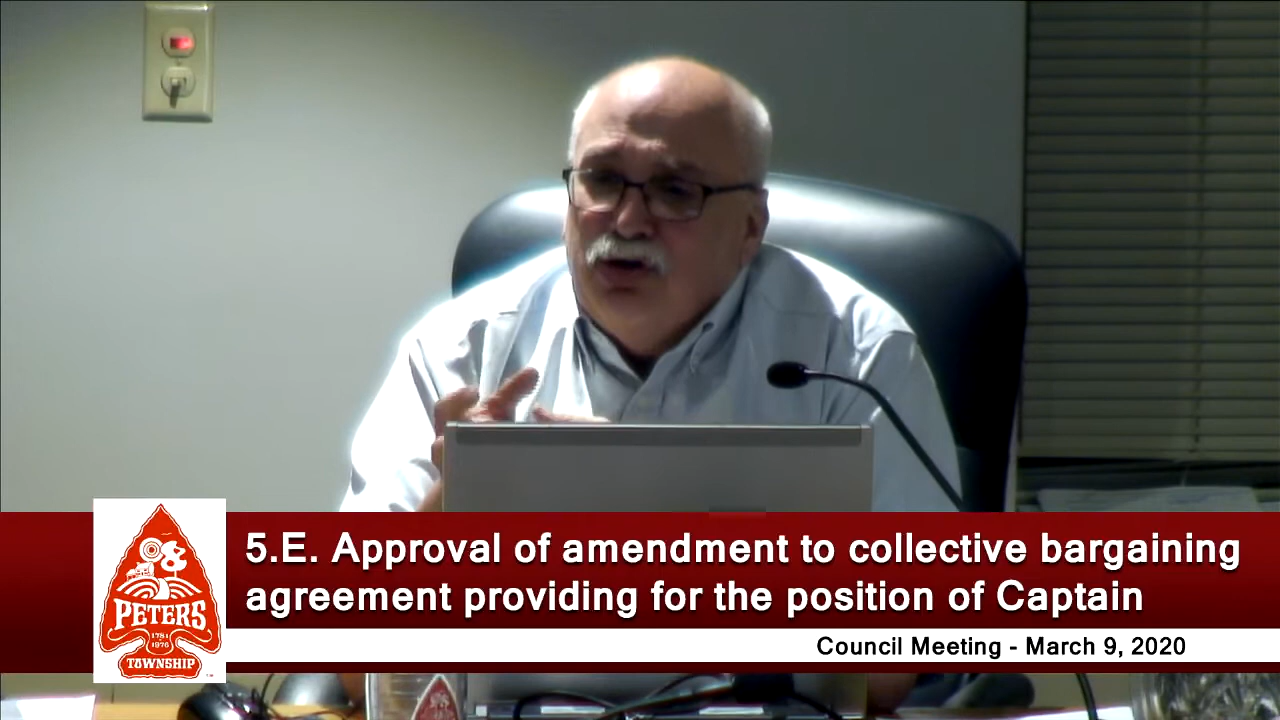 5.E. Approval of amendment to collective bargaining
agreement providing for the position of Captain
Council Meeting - March 9, 2020
PETERS
1781
1976
TOWNSHIP